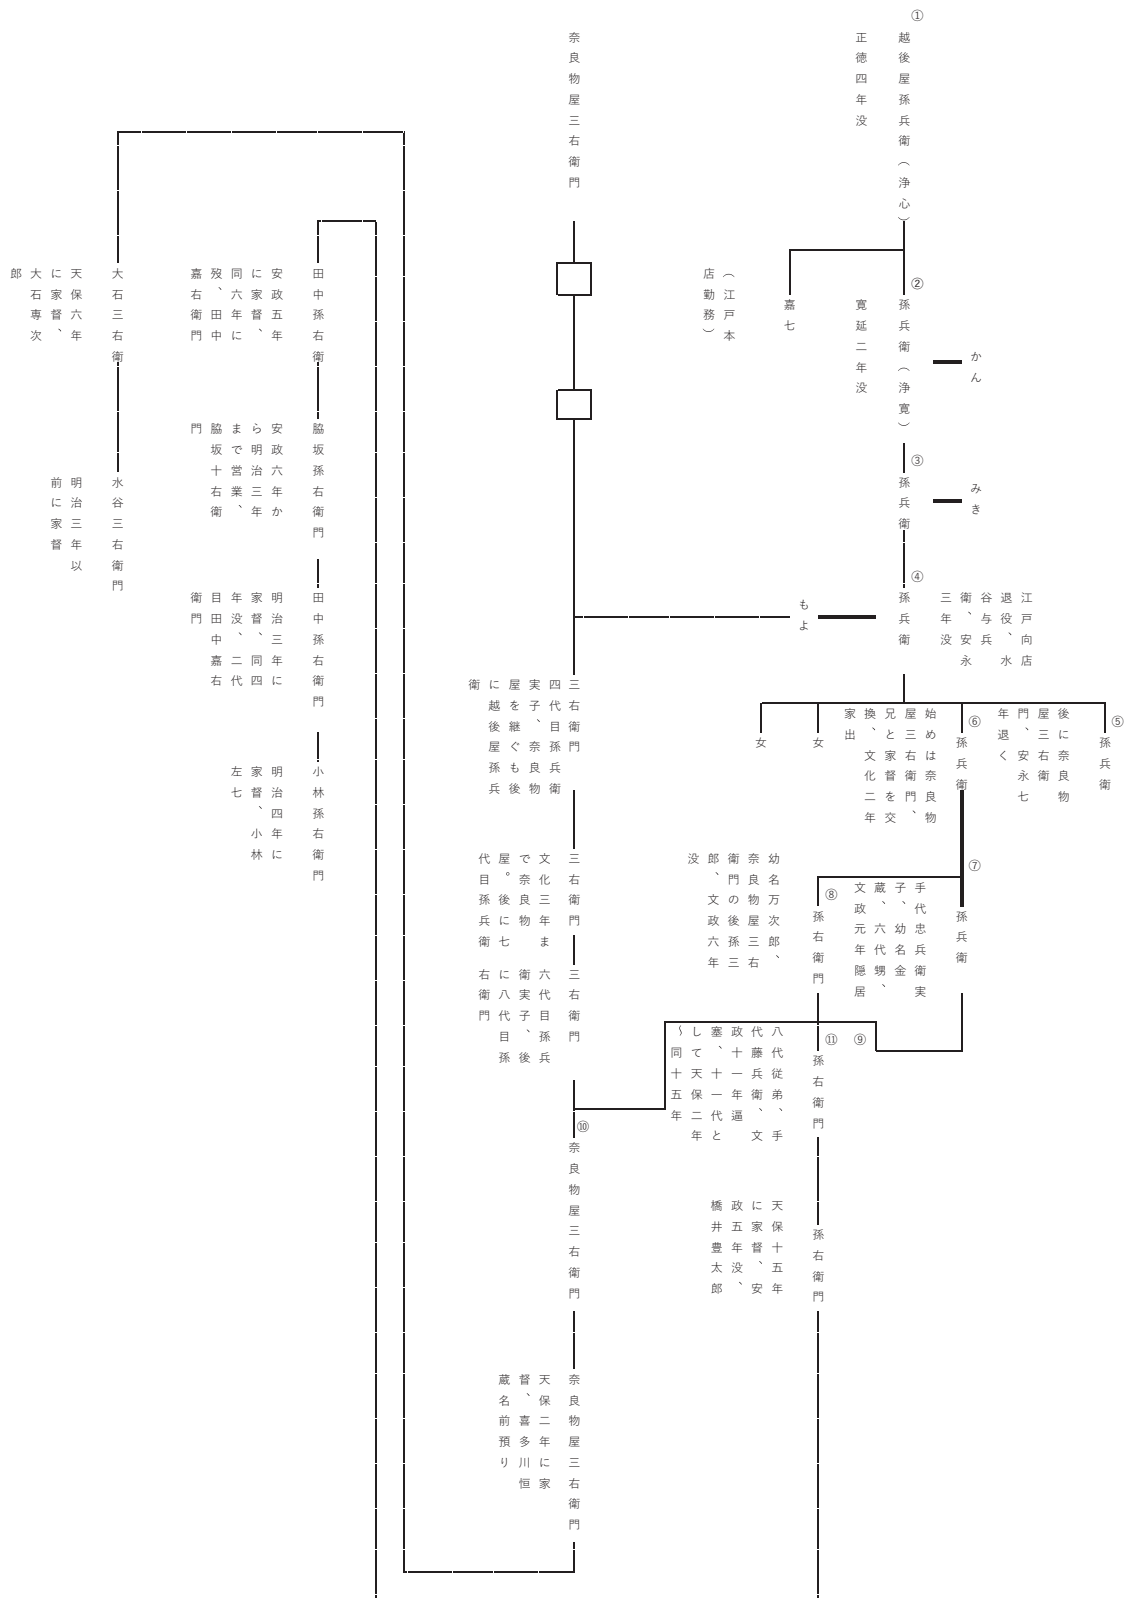 ①
越後屋孫兵衛（浄心）
正徳四年没
②
孫兵衛（浄寛）
寛延二年没
かん
嘉七
（江戸本
店勤務）
③
孫兵衛
みき
④
孫兵衛
江戸向店
退役、水
谷与兵
衛、安永
三年没
もよ
⑤
孫兵衛
後に奈良物
屋三右衛
門、安永七
年退く
⑥
孫兵衛
始めは奈良物
屋三右衛門、
兄と家督を交
換、文化二年
家出
女
女
⑦
孫兵衛
手代忠兵衛実
子、幼名金
蔵、六代甥、
文政元年隠居
⑧
孫右衛門
幼名万次郎、
奈良物屋三右
衛門の後孫三
郎、文政六年
没
⑨
⑪
孫右衛門
八代従弟、手
代藤兵衛、文
政十一年逼
塞、十一代と
して天保二年
～同十五年
孫右衛門
天保十五年
に家督、安
政五年没、
橋井豊太郎
奈良物屋三右衛門
三右衛門
四代目孫兵衛
実子、奈良物
屋を継ぐも後
に越後屋孫兵
衛
三右衛門
文化三年ま
で奈良物
屋。後に七
代目孫兵衛
三右衛門
六代目孫兵
衛実子、後
に八代目孫
右衛門
⑩
奈良物屋三右衛門
奈良物屋三右衛門
天保二年に家
督、喜多川恒
蔵名前預り
田中孫右衛
安政五年
に家督、
同六年に
歿、田中
嘉右衛門
脇坂孫右衛門
安政六年か
ら明治三年
まで営業、
脇坂十右衛
門
田中孫右衛門
明治三年に
家督、同四
年没、二代
目田中嘉右
衛門
小林孫右衛門
明治四年に
家督、小林
左七
大石三右衛
天保六年
に家督、
大石専次
郎
水谷三右衛門
明治三年以
前に家督